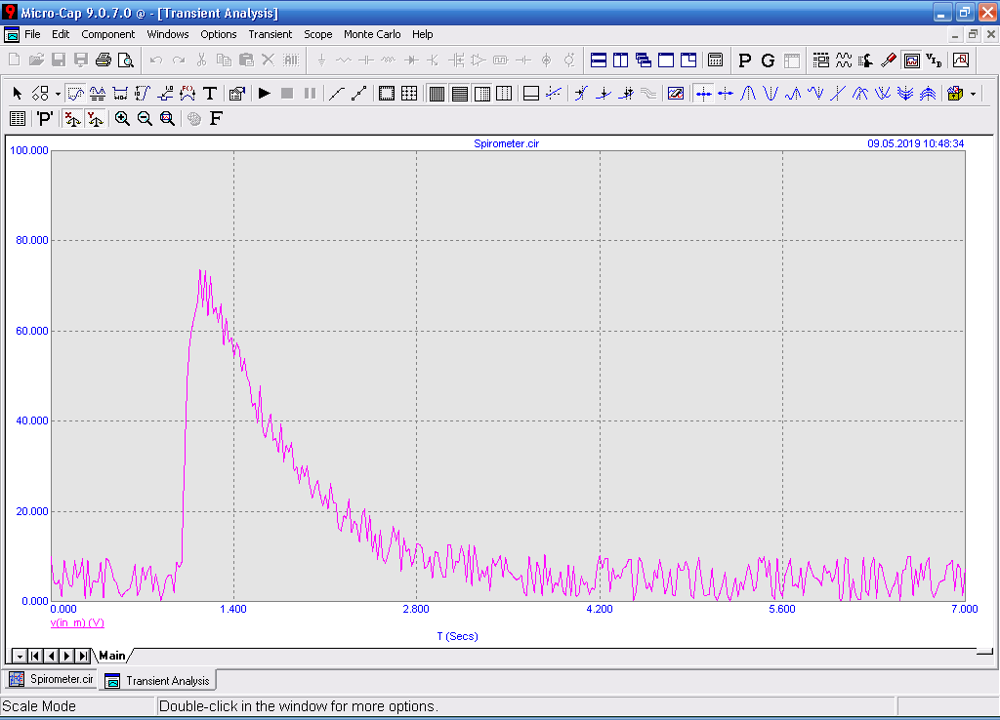 Micro-Cap 9.0.7.0 @ - [Transient Analysis]
File Edit Component Windows Options Transient Scope Monte Carlo Help
T
P G
'P' X Y F
Spirometer.cir 09.05.2019 10:48:34
100.000
80.000
60.000
40.000
20.000
0.000
0.000 1.400 2.800 4.200 5.600 7.000
v(in_m) (V)
T (Secs)
Main
Spirometer.cir Transient Analysis
Scale Mode Double-click in the window for more options.